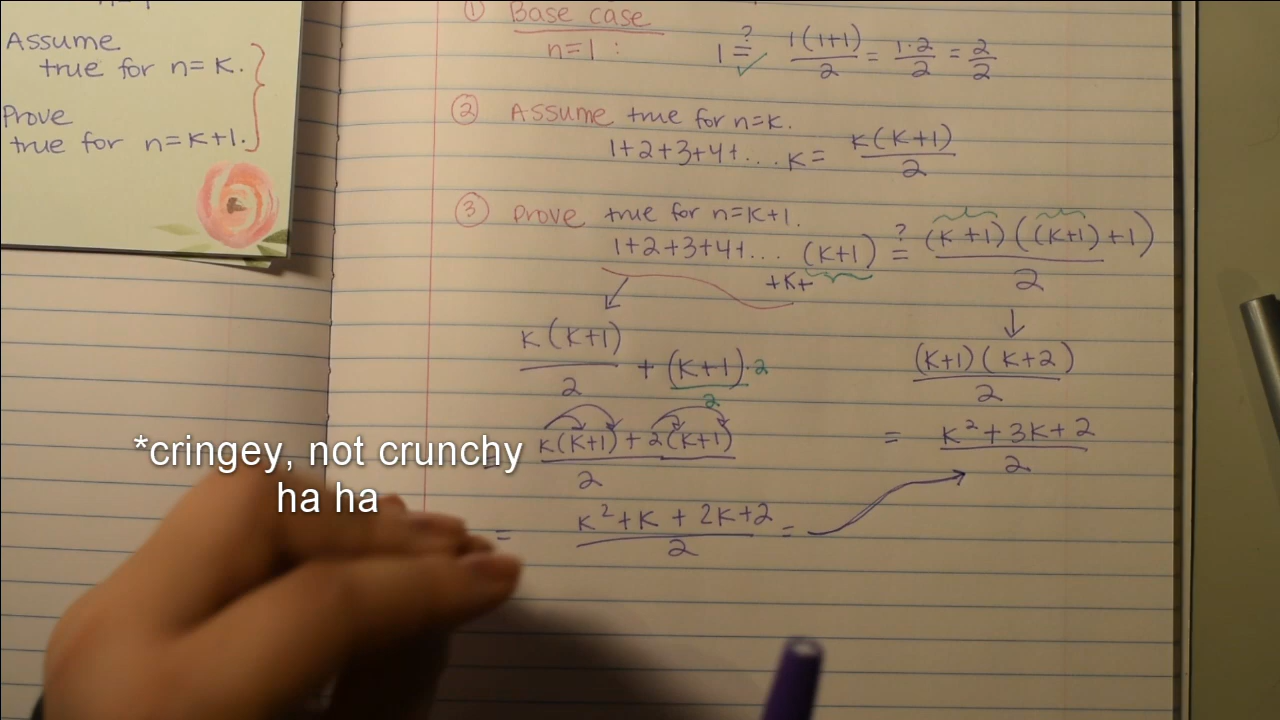 Assume
true for n=k.
Prove
true for n=k+1.
① Base case
n=1 : 1 ?= 1(1+1)/2 = 1·2/2 = 2/2
② Assume true for n=k.
1+2+3+4+... k = k(k+1)/2
③ Prove true for n=k+1.
1+2+3+4+... +k+ (k+1) ?= (k+1)((k+1)+1)/2
k(k+1)/2 + (k+1)·2/2
(k+1)(k+2)/2
= k(k+1)+2(k+1)/2
= k²+3k+2/2
= k²+k+2k+2/2 =
*cringey, not crunchy
ha ha